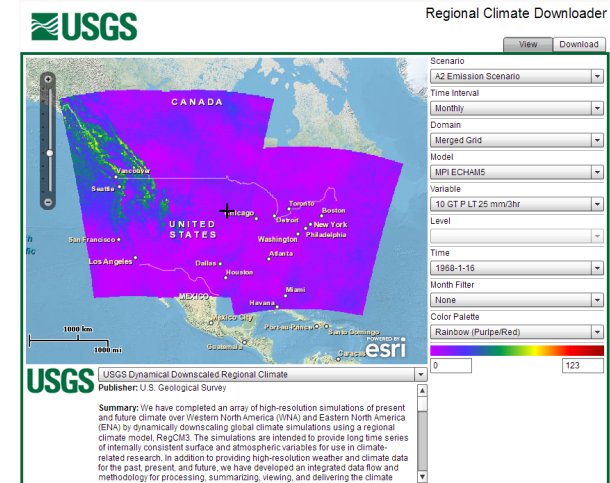 USGS
Regional Climate Downloader
View
Download
Scenario
A2 Emission Scenario
Time Interval
Monthly
Domain
Merged Grid
Model
MPI ECHAM5
Variable
10 GT P LT 25 mm/3hr
Level
Time
1968-1-16
Month Filter
None
Color Palette
Rainbow (Purlpe/Red)
0
123
CANADA
Vancouver
Seattle
Toronto
Chicago
Boston
Detroit
New York
UNITED
STATES
Philadelphia
Washington
San Francisco
Atlanta
Los Angeles
Dallas
Houston
Miami
MEXICO
Havana
Mexico City
Port-au-Prince
Santo Domingo
Guatemala
Caracas
1000 km
1000 mi
POWERED BY
esri
USGS
USGS Dynamical Downscaled Regional Climate
Publisher: U.S. Geological Survey
Summary: We have completed an array of high-resolution simulations of present
and future climate over Western North America (WNA) and Eastern North America
(ENA) by dynamically downscaling global climate simulations using a regional
climate model, RegCM3. The simulations are intended to provide long time series
of internally consistent surface and atmospheric variables for use in climate-
related research. In addition to providing high-resolution weather and climate data
for the past, present, and future, we have developed an integrated data flow and
methodology for processing, summarizing, viewing, and delivering the climate